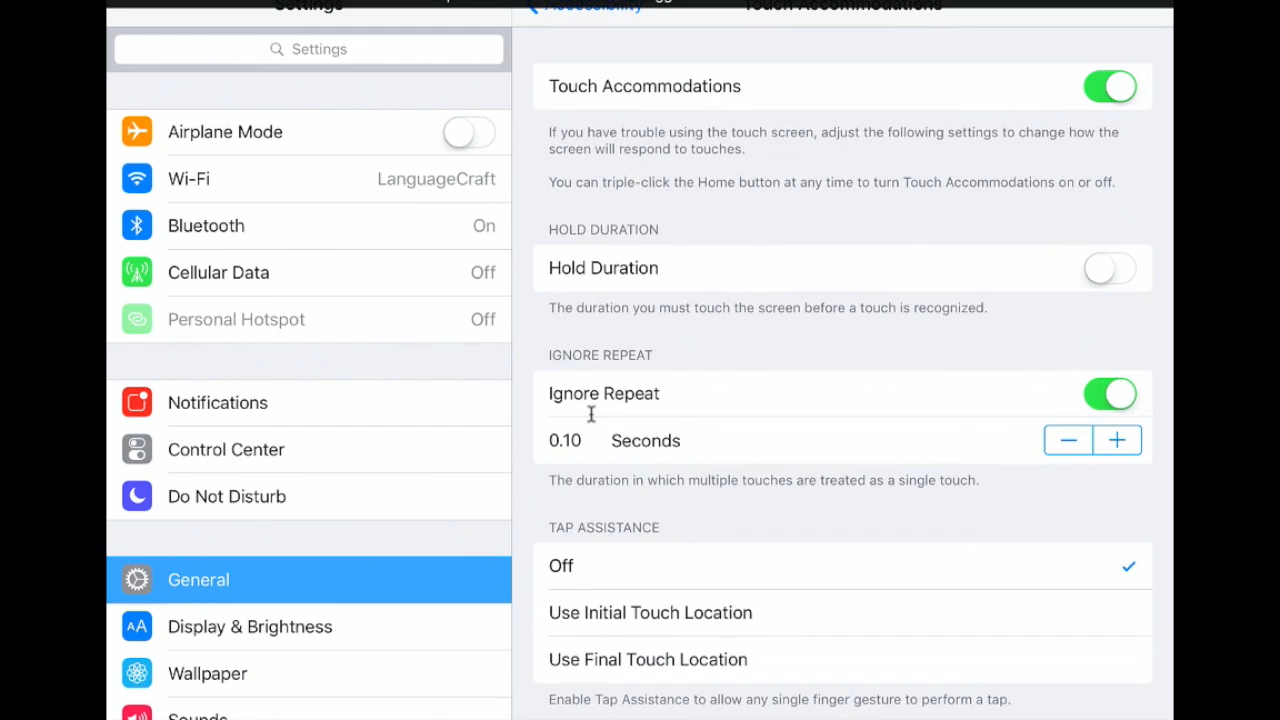 Settings
Accessibility
Touch Accommodations
Settings
Airplane Mode
Wi-Fi LanguageCraft
Bluetooth On
Cellular Data Off
Personal Hotspot Off
Notifications
Control Center
Do Not Disturb
General
AA Display & Brightness
Wallpaper
Sounds
Touch Accommodations
If you have trouble using the touch screen, adjust the following settings to change how the
screen will respond to touches.
You can triple-click the Home button at any time to turn Touch Accommodations on or off.
HOLD DURATION
Hold Duration
The duration you must touch the screen before a touch is recognized.
IGNORE REPEAT
Ignore Repeat
0.10 Seconds
The duration in which multiple touches are treated as a single touch.
TAP ASSISTANCE
Off
Use Initial Touch Location
Use Final Touch Location
Enable Tap Assistance to allow any single finger gesture to perform a tap.